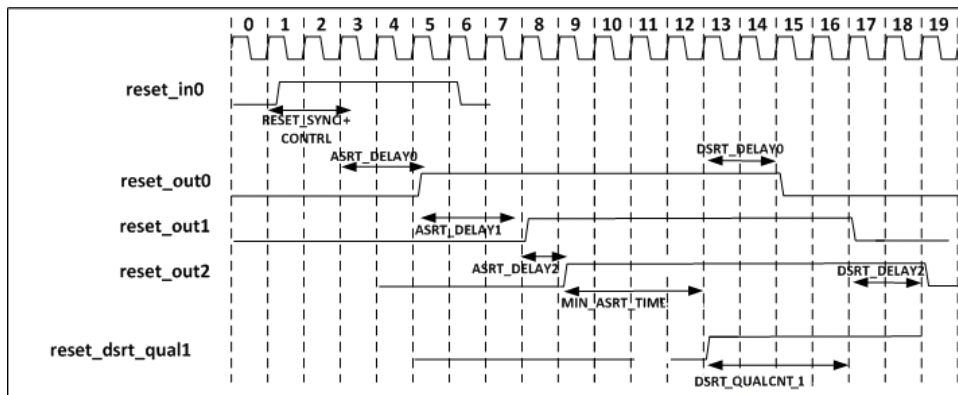 0 1 2 3 4 5 6 7 8 9 10 11 12 13 14 15 16 17 18 19
reset_in0
RESET_SYNC+
CONTRL
ASRT_DELAY0
DSRT_DELAY0
reset_out0
reset_out1
ASRT_DELAY1
reset_out2
ASRT_DELAY2
DSRT_DELAY2
MIN_ASRT_TIME
reset_dsrt_qual1
DSRT_QUALCNT_1